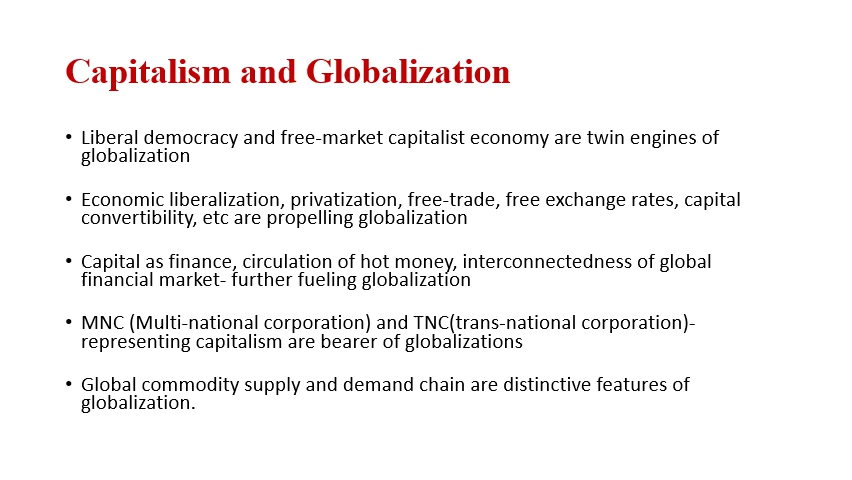 Capitalism and Globalization
• Liberal democracy and free-market capitalist economy are twin engines of
globalization
• Economic liberalization, privatization, free-trade, free exchange rates, capital
convertibility, etc are propelling globalization
• Capital as finance, circulation of hot money, interconnectedness of global
financial market- further fueling globalization
• MNC (Multi-national corporation) and TNC(trans-national corporation)-
representing capitalism are bearer of globalizations
• Global commodity supply and demand chain are distinctive features of
globalization.